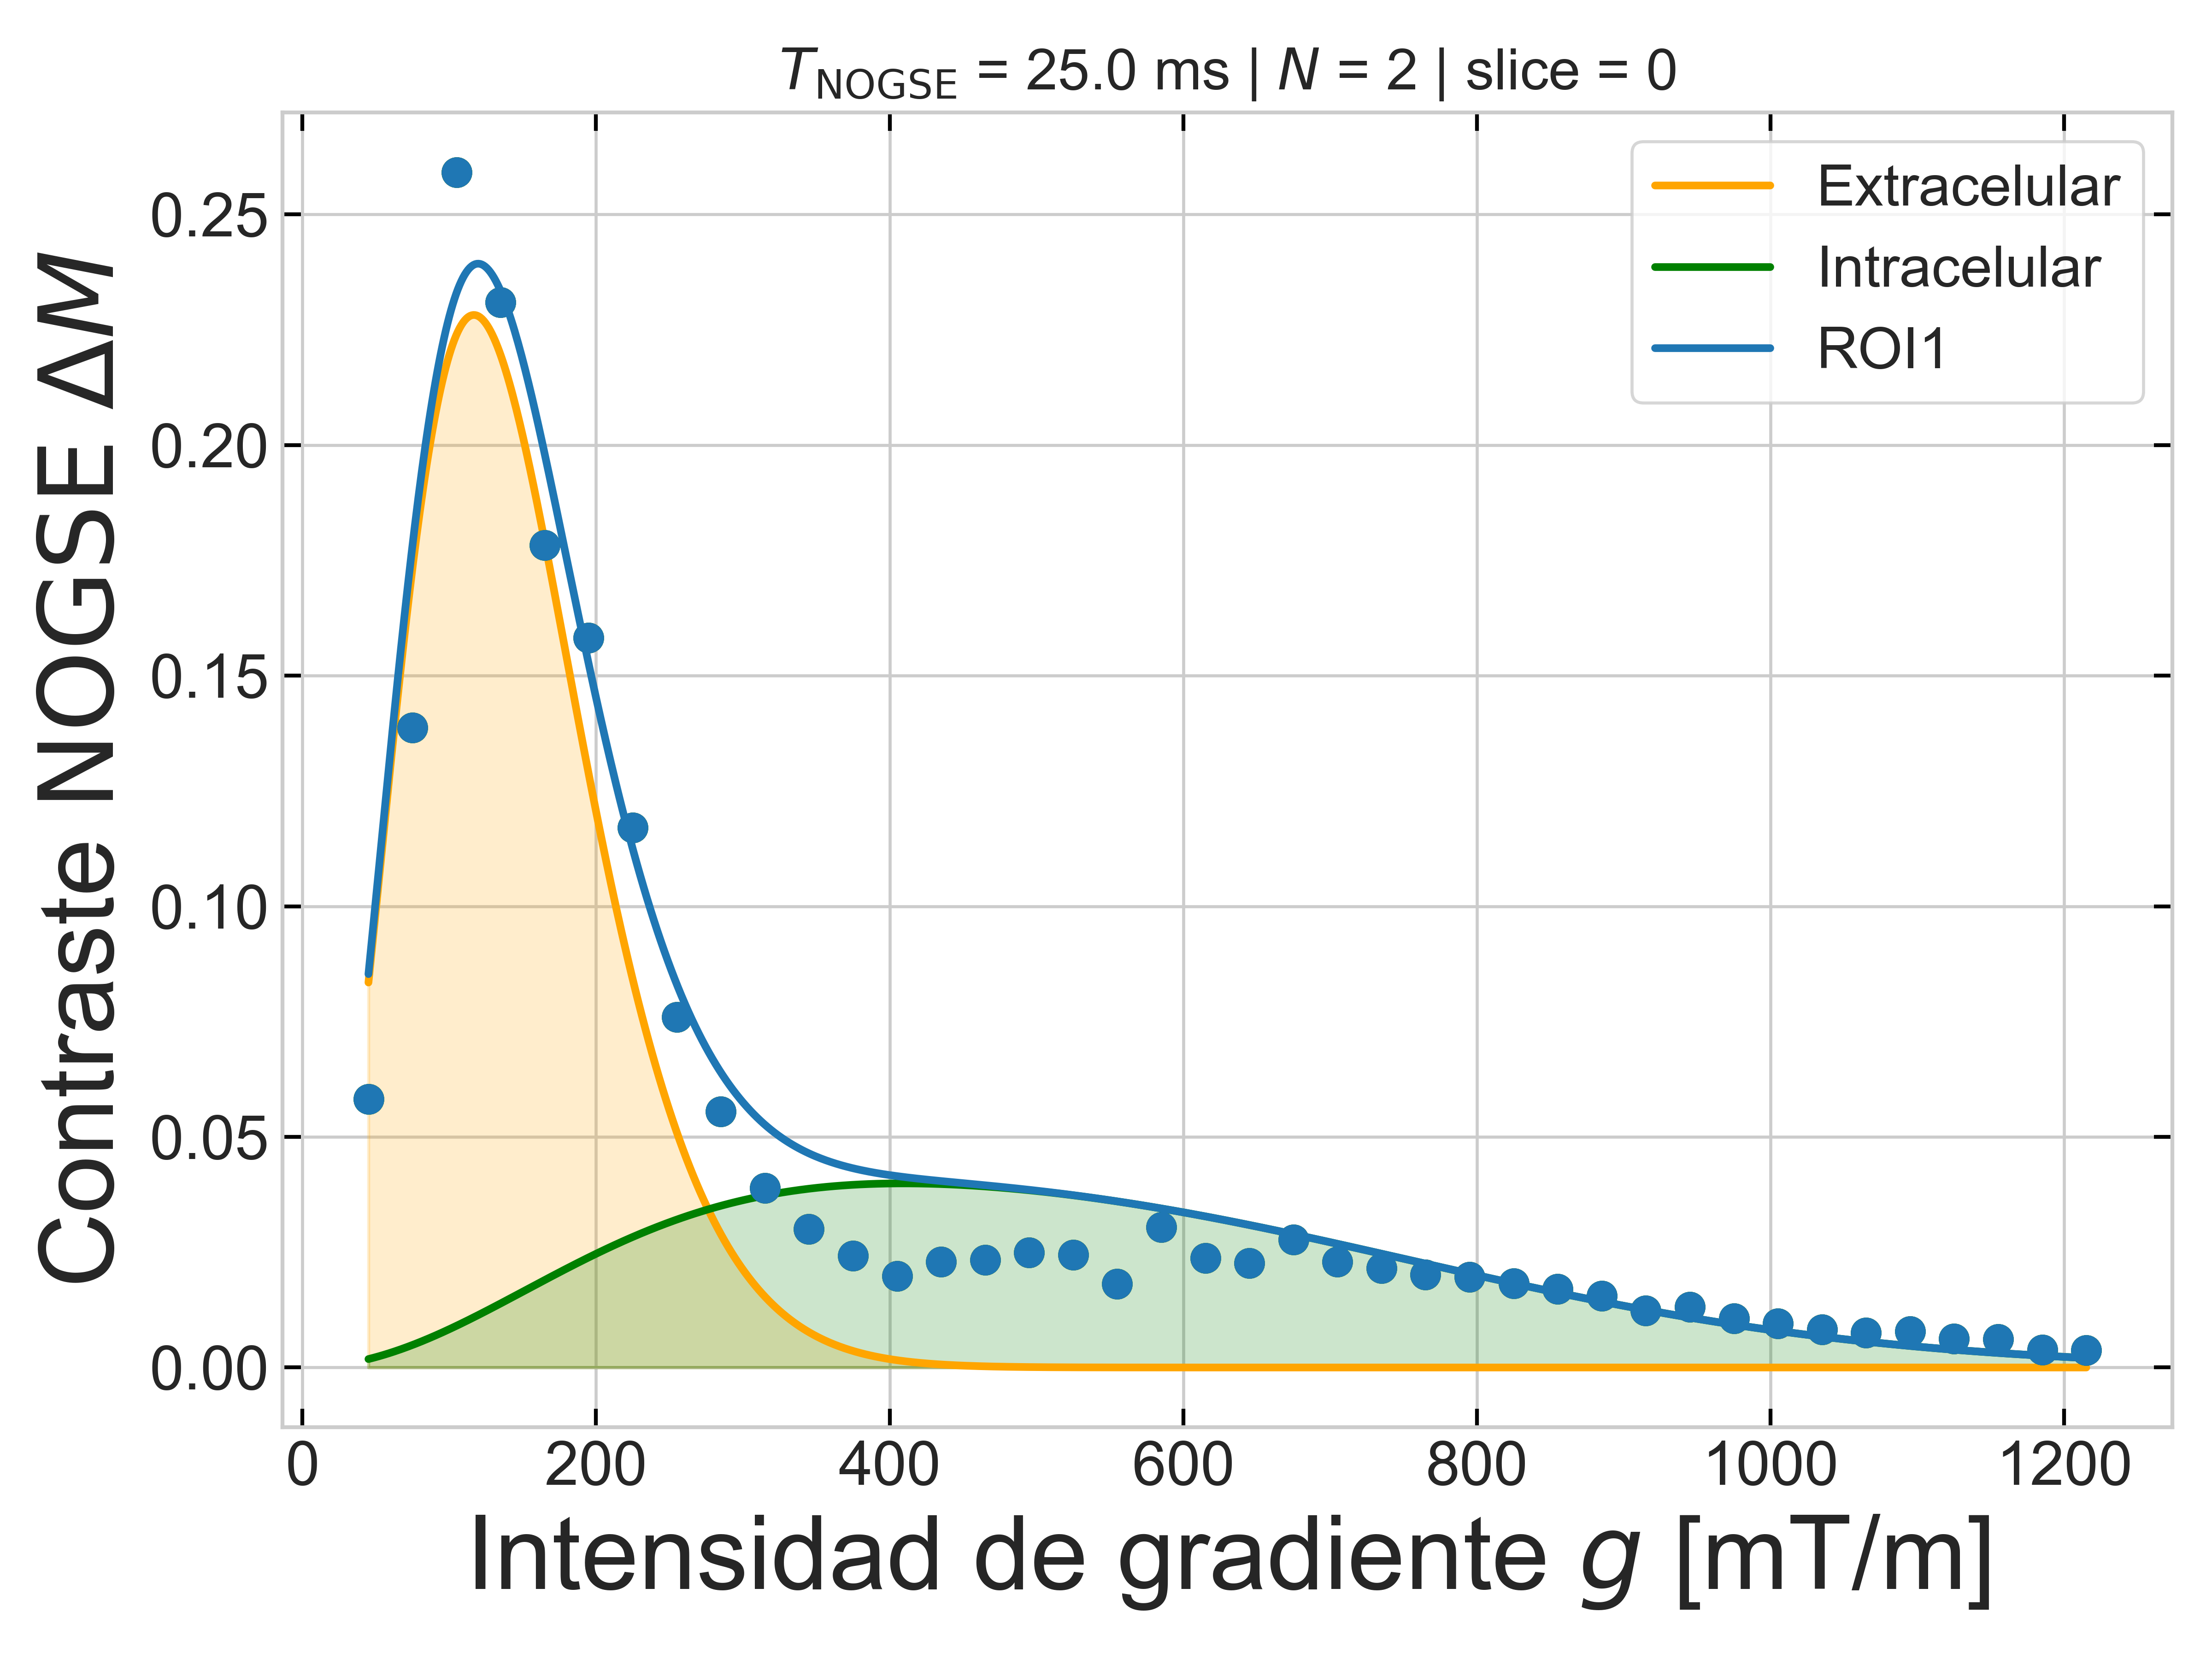 T_NOGSE = 25.0 ms | N = 2 | slice = 0
Extracelular
Intracelular
ROI1
Contraste NOGSE ΔM
0.25
0.20
0.15
0.10
0.05
0.00
0 200 400 600 800 1000 1200
Intensidad de gradiente g [mT/m]